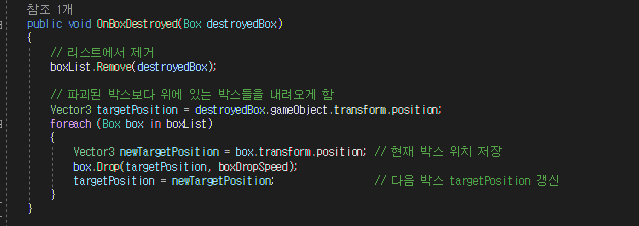 참조 1개
public void OnBoxDestroyed(Box destroyedBox)
{
// 리스트에서 제거
boxList.Remove(destroyedBox);
// 파괴된 박스보다 위에 있는 박스들을 내려오게 함
Vector3 targetPosition = destroyedBox.gameObject.transform.position;
foreach (Box box in boxList)
{
Vector3 newTargetPosition = box.transform.position; // 현재 박스 위치 저장
box.Drop(targetPosition, boxDropSpeed);
targetPosition = newTargetPosition; // 다음 박스 targetPosition 갱신
}
}